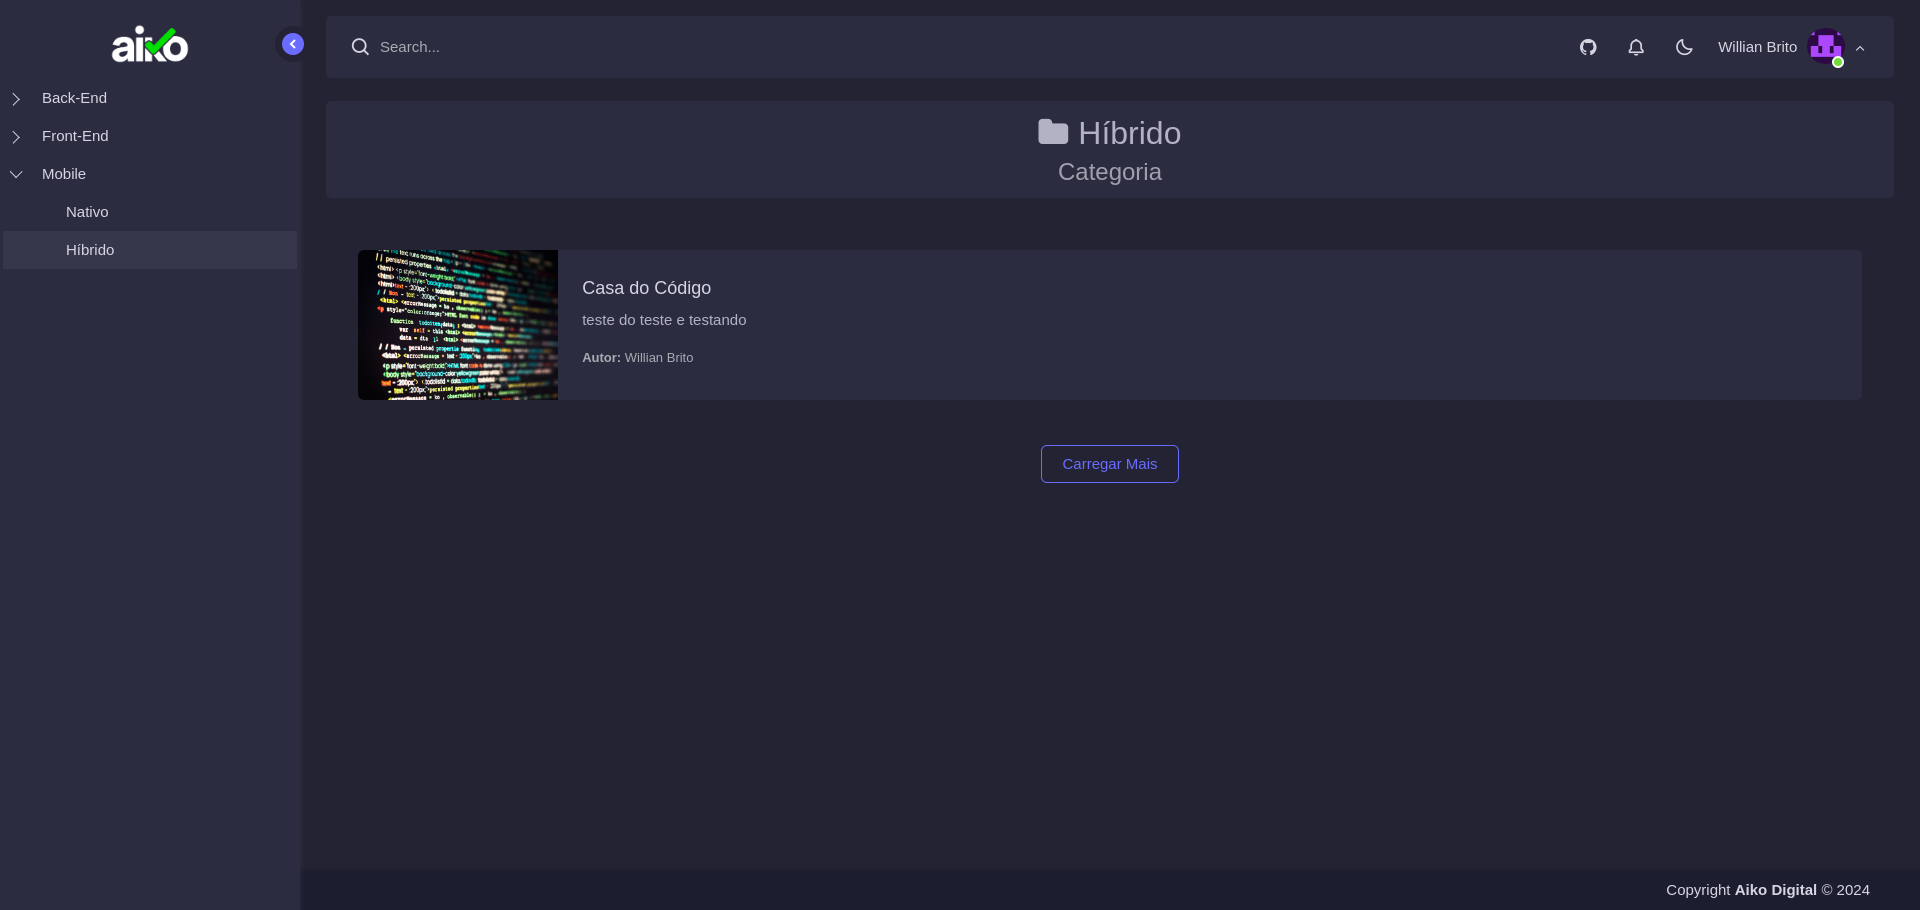 aiko
Search...
Willian Brito
Back-End
Front-End
Mobile
Nativo
Híbrido
Híbrido
Categoria
Casa do Código
teste do teste e testando
Autor: Willian Brito
Carregar Mais
Copyright Aiko Digital © 2024